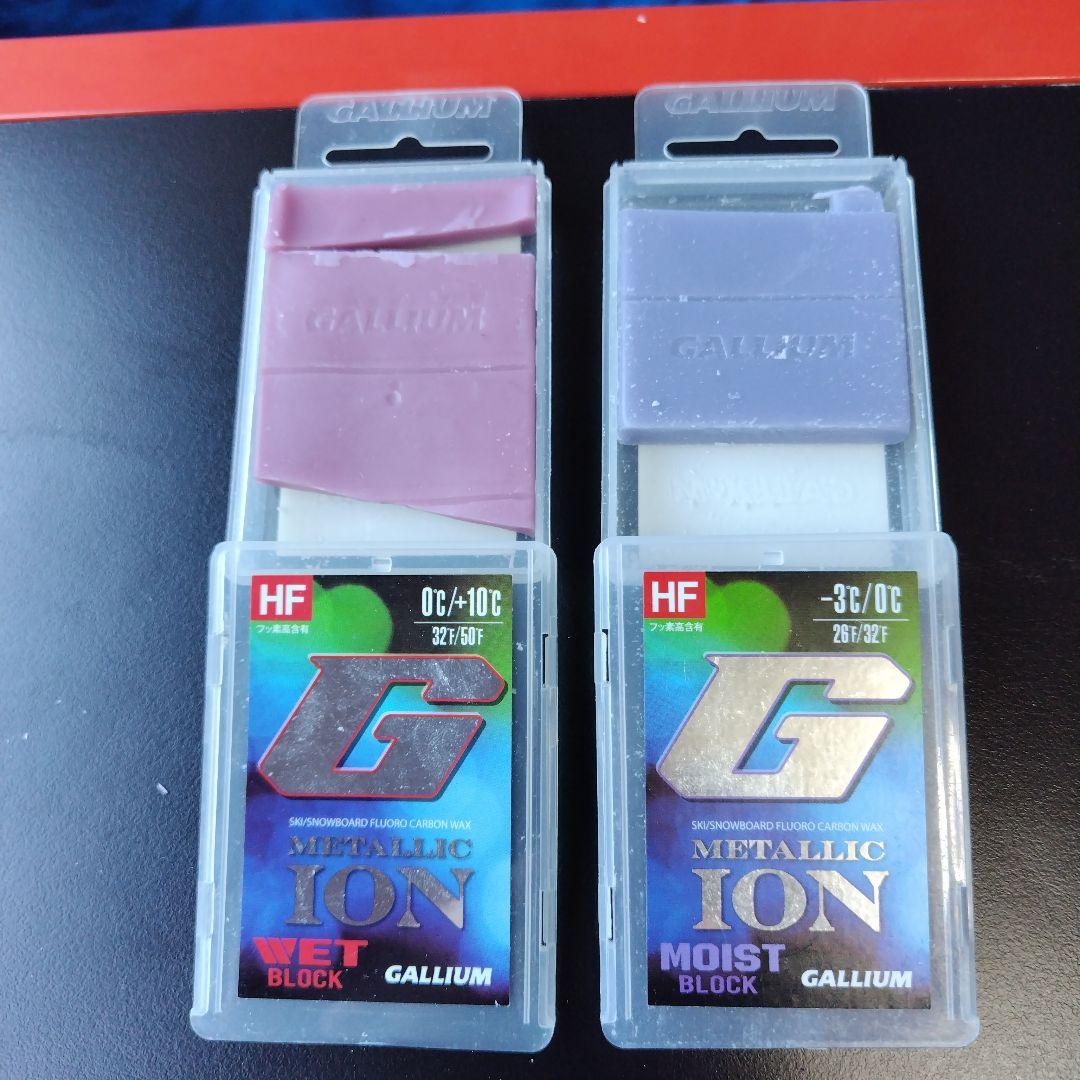 GALLIUM
GALLIUM
HF
フッ素高含有
0℃/+10℃
32°F/50°F
G
SKI/SNOWBOARD FLUORO CARBON WAX
METALLIC
ION
WET
BLOCK
GALLIUM
GALLIUM
GALLIUM
GALLIUM
HF
フッ素高含有
-3℃/0℃
26°F/32°F
G
SKI/SNOWBOARD FLUORO CARBON WAX
METALLIC
ION
MOIST
BLOCK
GALLIUM